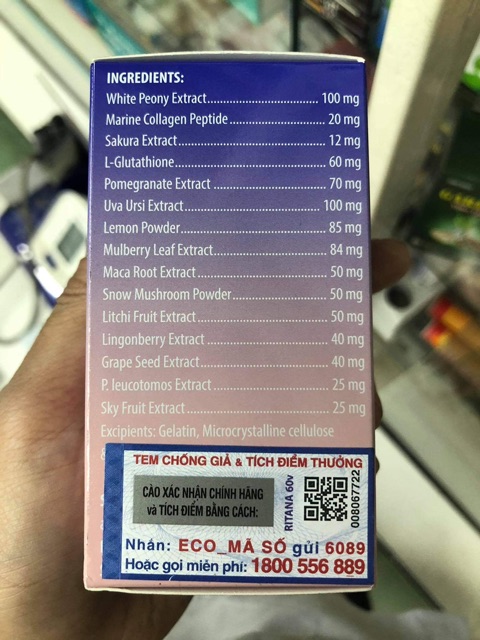 INGREDIENTS:
White Peony Extract.............................. 100 mg
Marine Collagen Peptide........................ 20 mg
Sakura Extract....................................... 12 mg
L-Glutathione....................................... 60 mg
Pomegranate Extract ............................. 70 mg
Uva Ursi Extract.................................... 100 mg
Lemon Powder...................................... 85 mg
Mulberry Leaf Extract............................. 84 mg
Maca Root Extract................................. 50 mg
Snow Mushroom Powder........................ 50 mg
Litchi Fruit Extract................................. 50 mg
Lingonberry Extract ............................... 40 mg
Grape Seed Extract................................ 40 mg
P. leucotomos Extract ............................ 25 mg
Sky Fruit Extract.................................... 25 mg
Excipients: Gelatin, Microcrystalline cellulose
TEM CHỐNG GIẢ & TÍCH ĐIỂM THƯỞNG
CÀO XÁC NHẬN CHÍNH HÃNG
và TÍCH ĐIỂM BẰNG CÁCH:
RITANA 60v
008067722
Nhắn: ECO_MÃ SỐ gửi 6089
Hoặc gọi miễn phí: 1800 556 889